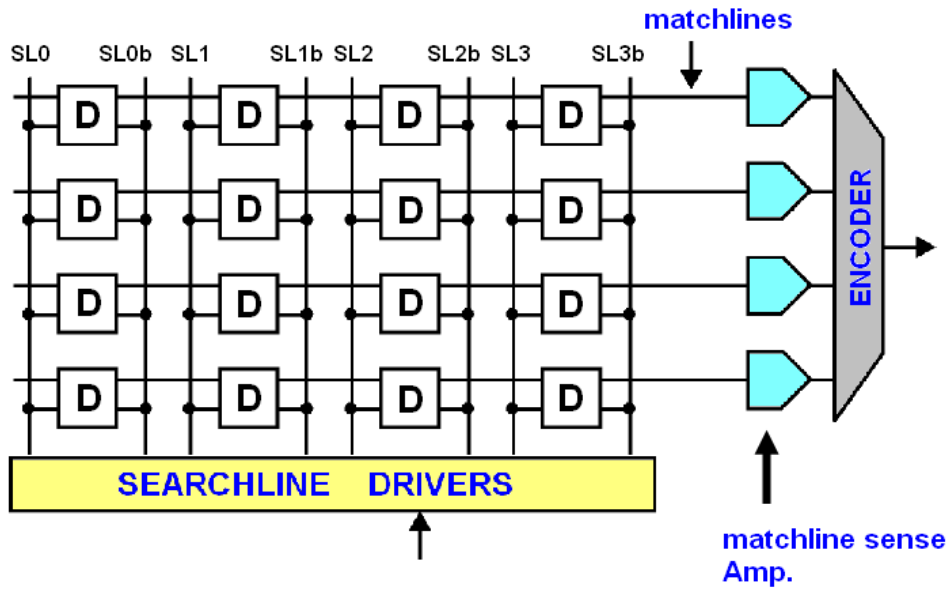 matchlines
SL0 SL0b SL1 SL1b SL2 SL2b SL3 SL3b
D D D D
D D D D
D D D D
D D D D
ENCODER
SEARCHLINE DRIVERS
matchline sense
Amp.